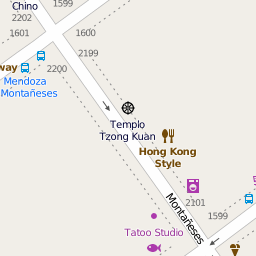 Chino
2202
1601
1600
2199
way
2200
Mendoza
Montañeses
Templo
Tzong Kuan
Hong Kong
Style
Montañeses
2101
1599
Tatoo Studio